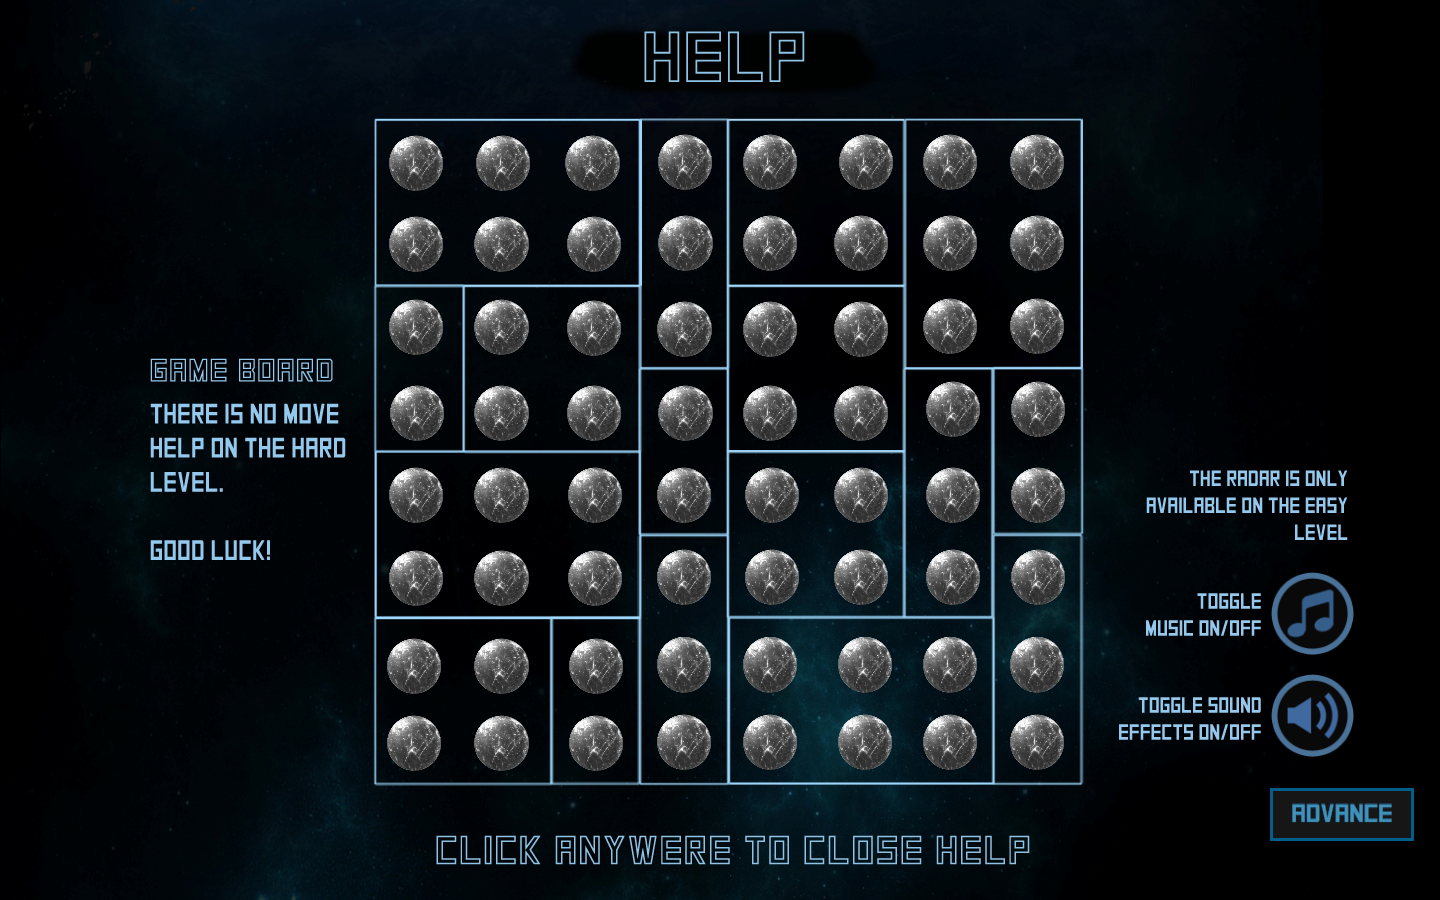 HELP
GAME BOARD
THERE IS NO MOVE
HELP ON THE HARD
LEVEL.
GOOD LUCK!
THE RADAR IS ONLY
AVAILABLE ON THE EASY
LEVEL
TOGGLE
MUSIC ON/OFF
TOGGLE SOUND
EFFECTS ON/OFF
ADVANCE
CLICK ANYWERE TO CLOSE HELP